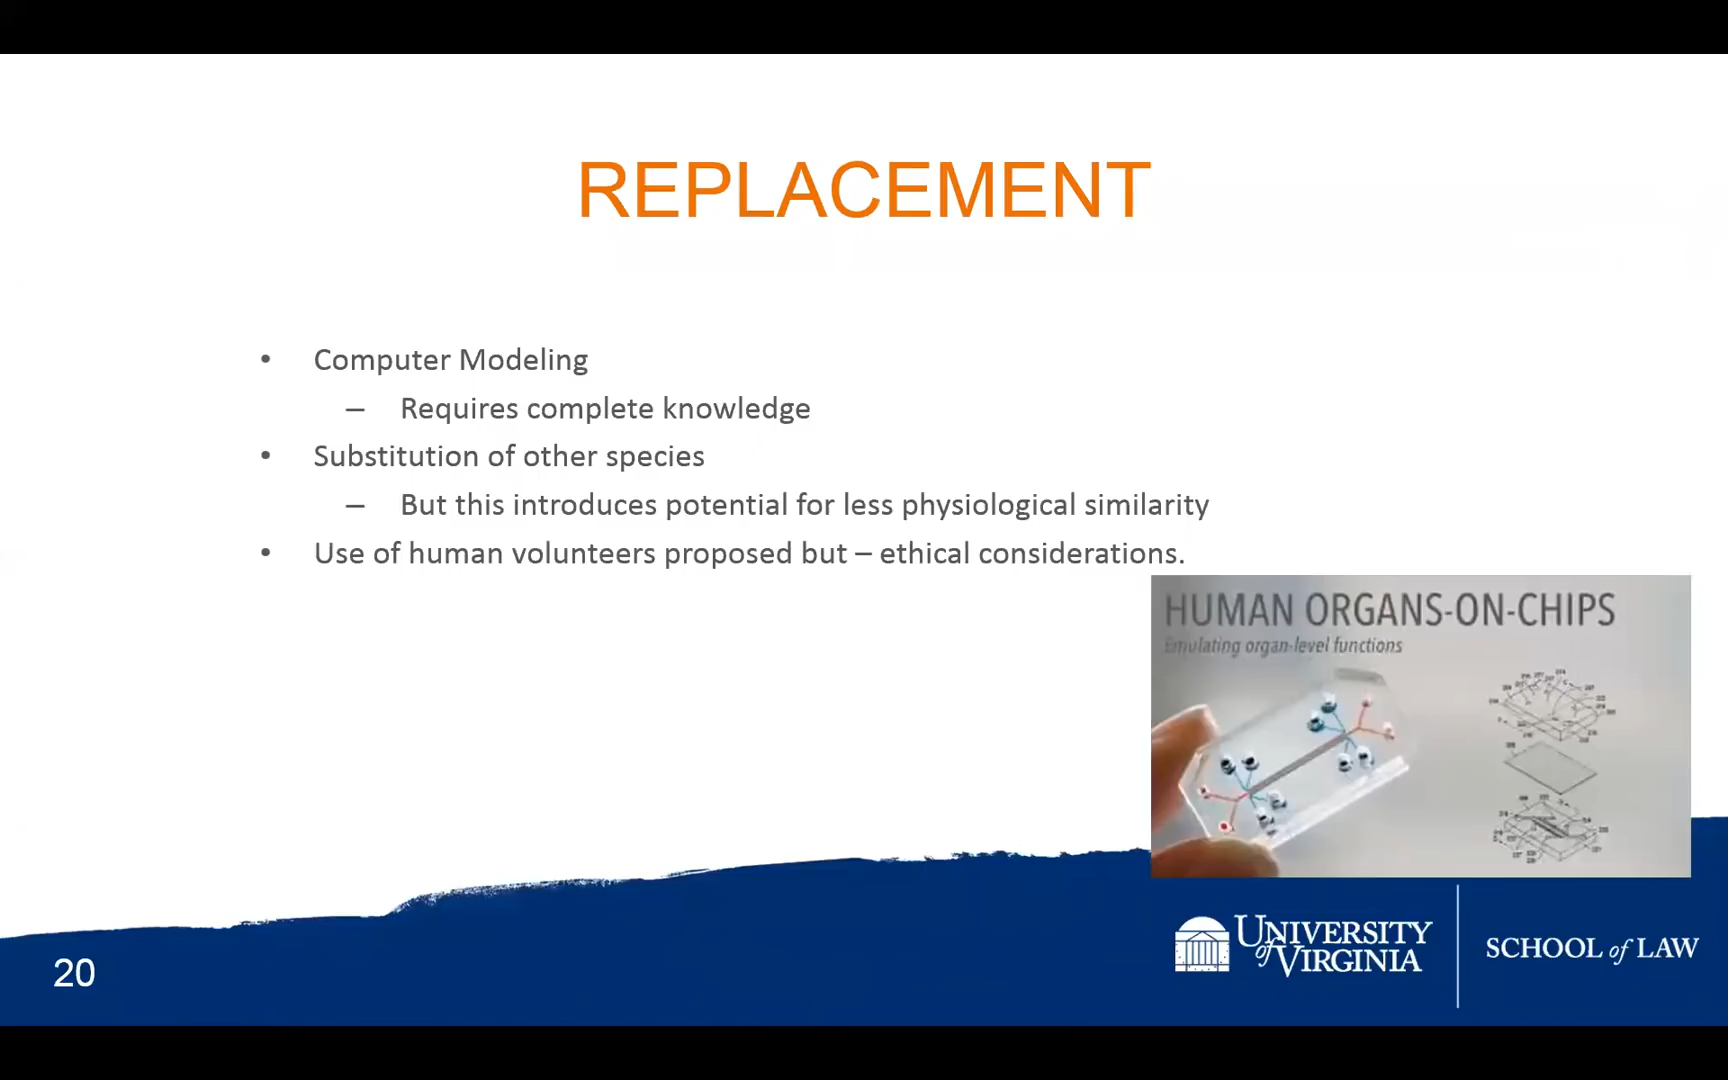 REPLACEMENT
• Computer Modeling
– Requires complete knowledge
• Substitution of other species
– But this introduces potential for less physiological similarity
• Use of human volunteers proposed but – ethical considerations.
HUMAN ORGANS-ON-CHIPS
Emulating organ-level functions
20
UNIVERSITY of VIRGINIA
SCHOOL of LAW